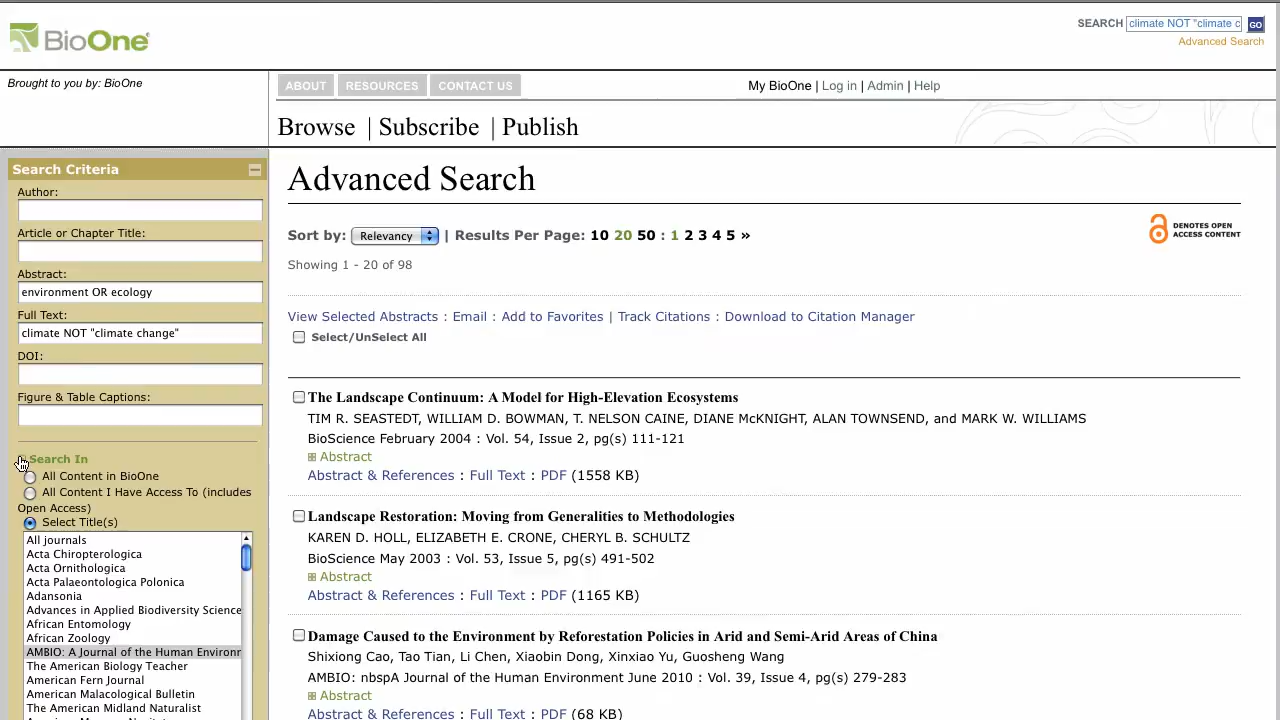 BioOne
SEARCH climate NOT "climate c GO
Advanced Search
Brought to you by: BioOne
ABOUT RESOURCES CONTACT US
My BioOne | Log in | Admin | Help
Browse | Subscribe | Publish
Search Criteria
Author:
Article or Chapter Title:
Abstract:
environment OR ecology
Full Text:
climate NOT "climate change"
DOI:
Figure & Table Captions:
Search In
All Content in BioOne
All Content I Have Access To (includes
Open Access)
Select Title(s)
All journals
Acta Chiropterologica
Acta Ornithologica
Acta Palaeontologica Polonica
Adansonia
Advances in Applied Biodiversity Science
African Entomology
African Zoology
AMBIO: A Journal of the Human Environm
The American Biology Teacher
American Fern Journal
American Malacological Bulletin
The American Midland Naturalist
Advanced Search
Sort by: Relevancy | Results Per Page: 10 20 50 : 1 2 3 4 5 »
DENOTES OPEN
ACCESS CONTENT
Showing 1 - 20 of 98
View Selected Abstracts : Email : Add to Favorites | Track Citations : Download to Citation Manager
Select/UnSelect All
The Landscape Continuum: A Model for High-Elevation Ecosystems
TIM R. SEASTEDT, WILLIAM D. BOWMAN, T. NELSON CAINE, DIANE McKNIGHT, ALAN TOWNSEND, and MARK W. WILLIAMS
BioScience February 2004 : Vol. 54, Issue 2, pg(s) 111-121
Abstract
Abstract & References : Full Text : PDF (1558 KB)
Landscape Restoration: Moving from Generalities to Methodologies
KAREN D. HOLL, ELIZABETH E. CRONE, CHERYL B. SCHULTZ
BioScience May 2003 : Vol. 53, Issue 5, pg(s) 491-502
Abstract
Abstract & References : Full Text : PDF (1165 KB)
Damage Caused to the Environment by Reforestation Policies in Arid and Semi-Arid Areas of China
Shixiong Cao, Tao Tian, Li Chen, Xiaobin Dong, Xinxiao Yu, Guosheng Wang
AMBIO: nbspA Journal of the Human Environment June 2010 : Vol. 39, Issue 4, pg(s) 279-283
Abstract
Abstract & References : Full Text : PDF (68 KB)